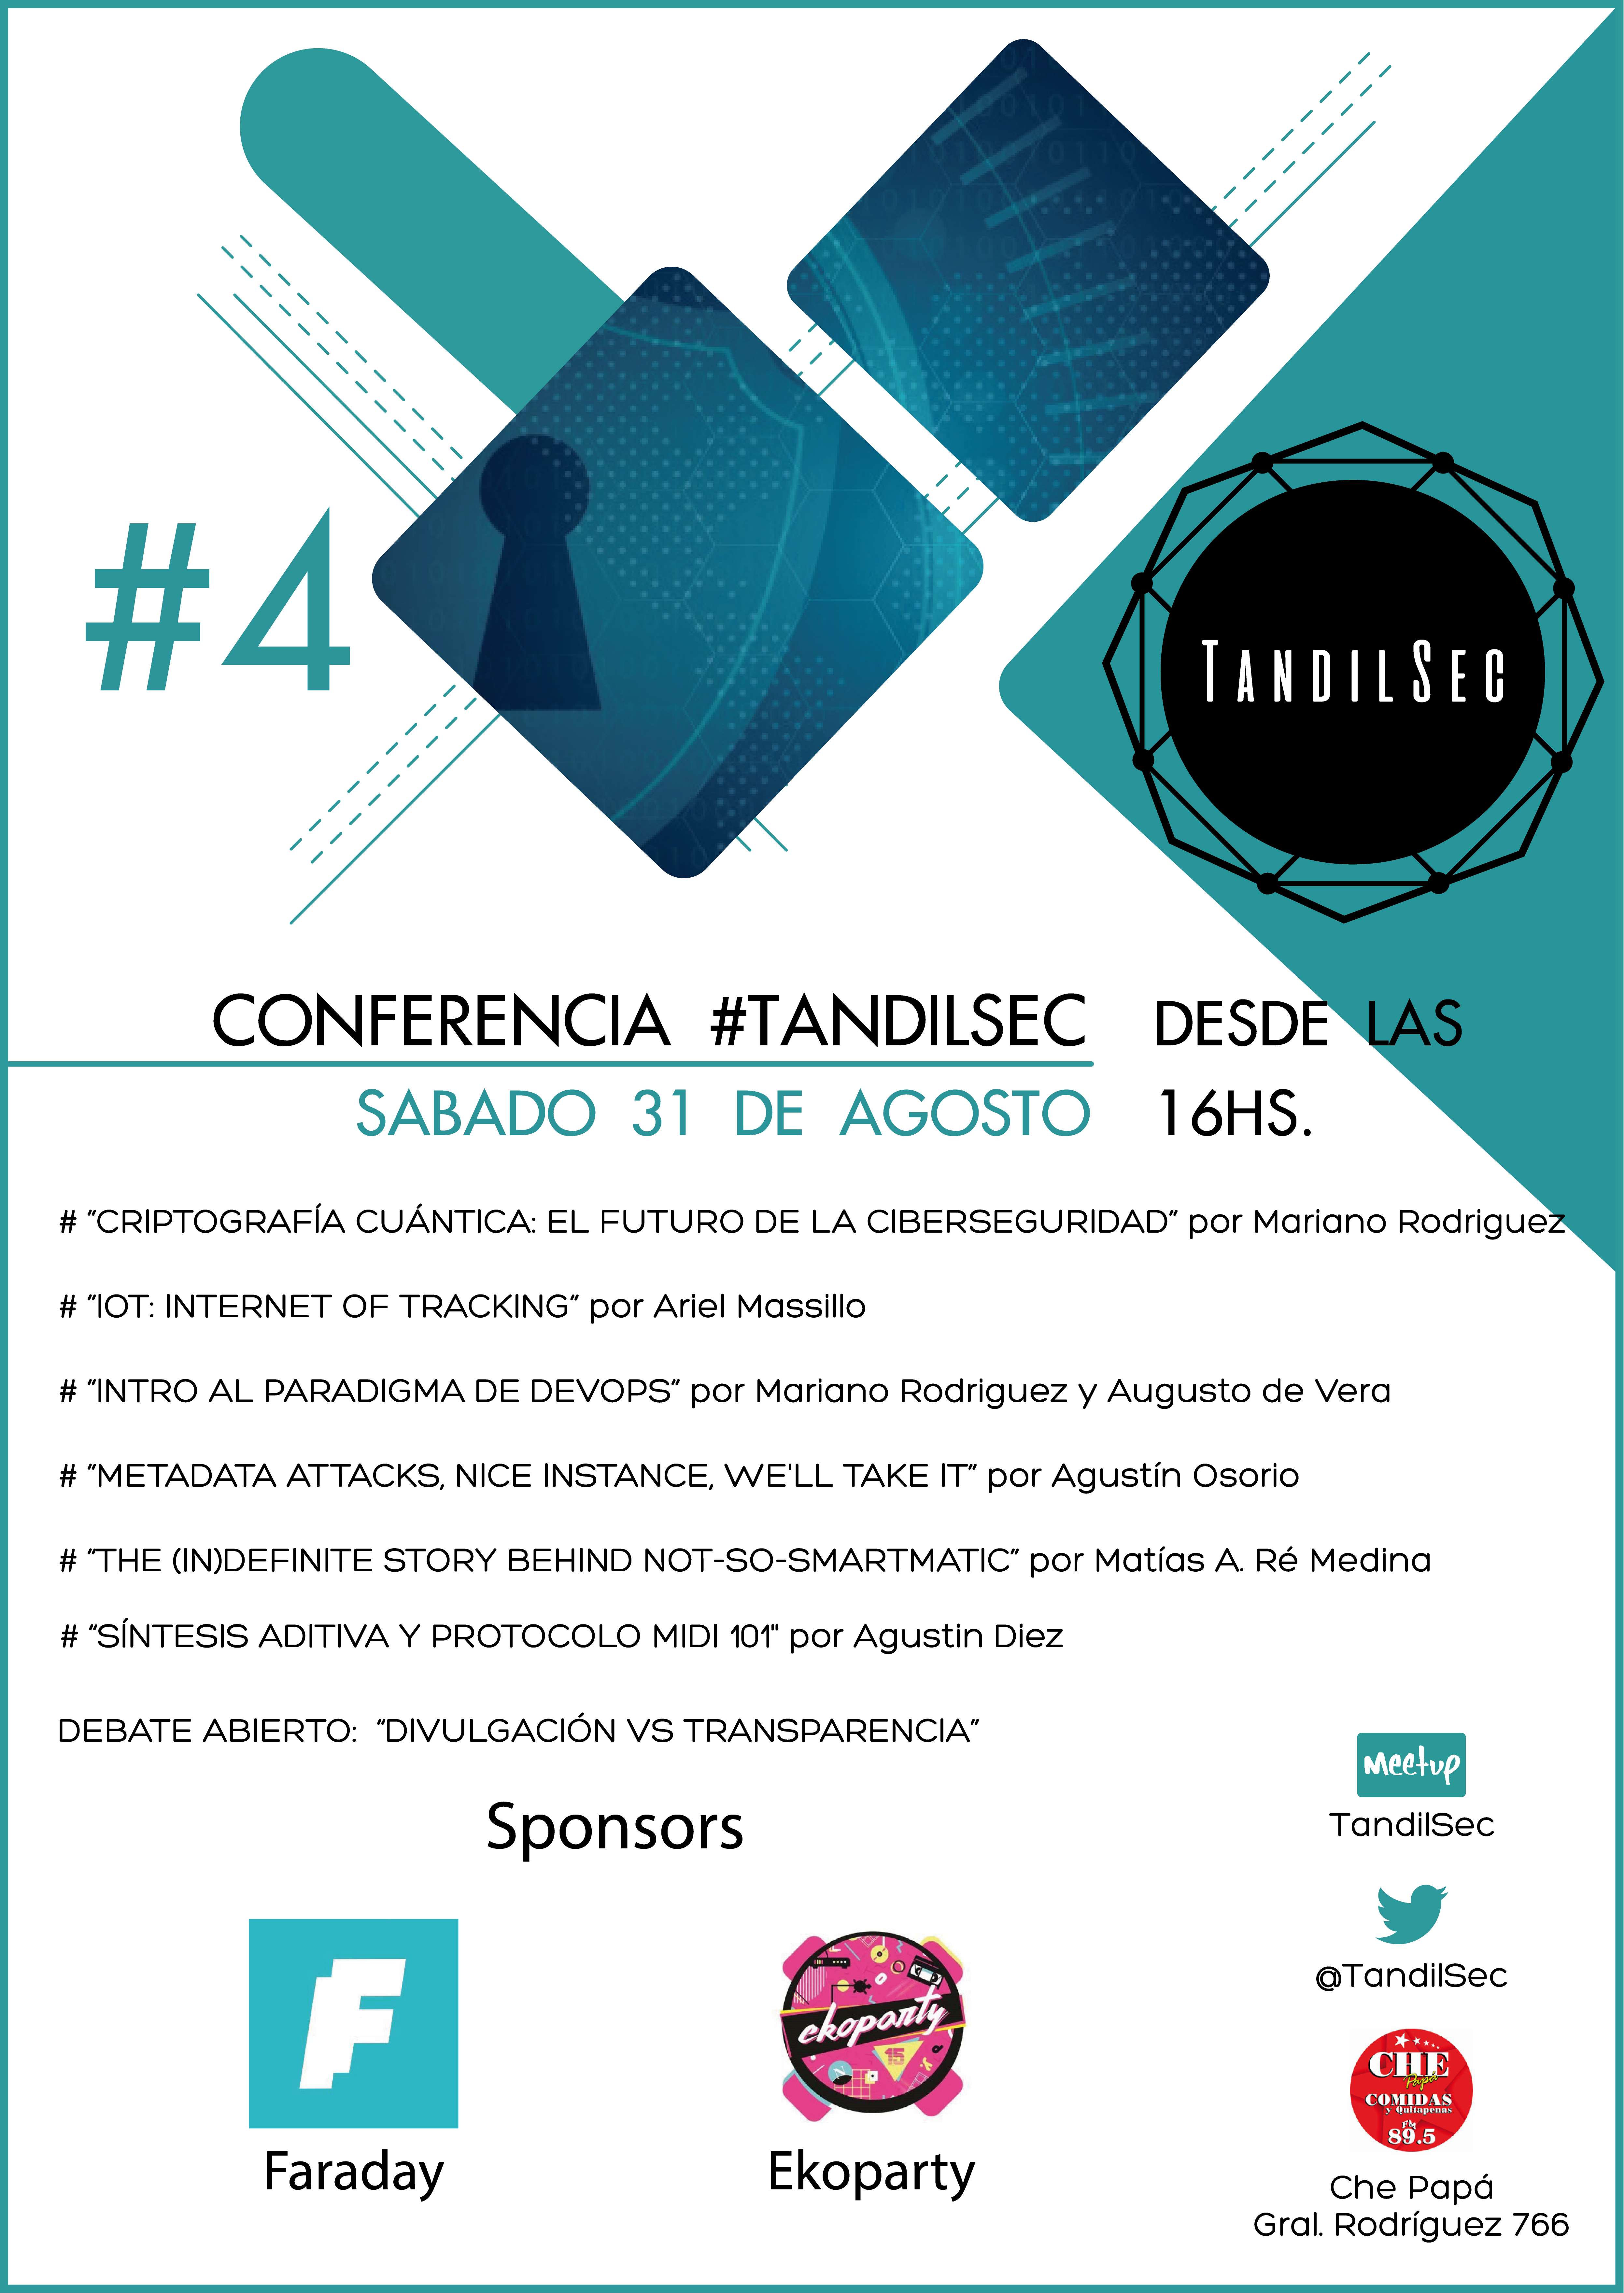 #4
TANDILSEC
CONFERENCIA #TANDILSEC
SABADO 31 DE AGOSTO
DESDE LAS
16HS.
# “CRIPTOGRAFÍA CUÁNTICA: EL FUTURO DE LA CIBERSEGURIDAD” por Mariano Rodriguez
# “IOT: INTERNET OF TRACKING” por Ariel Massillo
# “INTRO AL PARADIGMA DE DEVOPS” por Mariano Rodriguez y Augusto de Vera
# “METADATA ATTACKS, NICE INSTANCE, WE'LL TAKE IT” por Agustín Osorio
# “THE (IN)DEFINITE STORY BEHIND NOT-SO-SMARTMATIC” por Matías A. Ré Medina
# “SÍNTESIS ADITIVA Y PROTOCOLO MIDI 101" por Agustin Diez
DEBATE ABIERTO: “DIVULGACIÓN VS TRANSPARENCIA”
Sponsors
F
Faraday
ekoparty
15
Ekoparty
Meetup
TandilSec
@TandilSec
CHE
Papá
COMIDAS
y Quitapenas
FM
89.5
Che Papá
Gral. Rodríguez 766